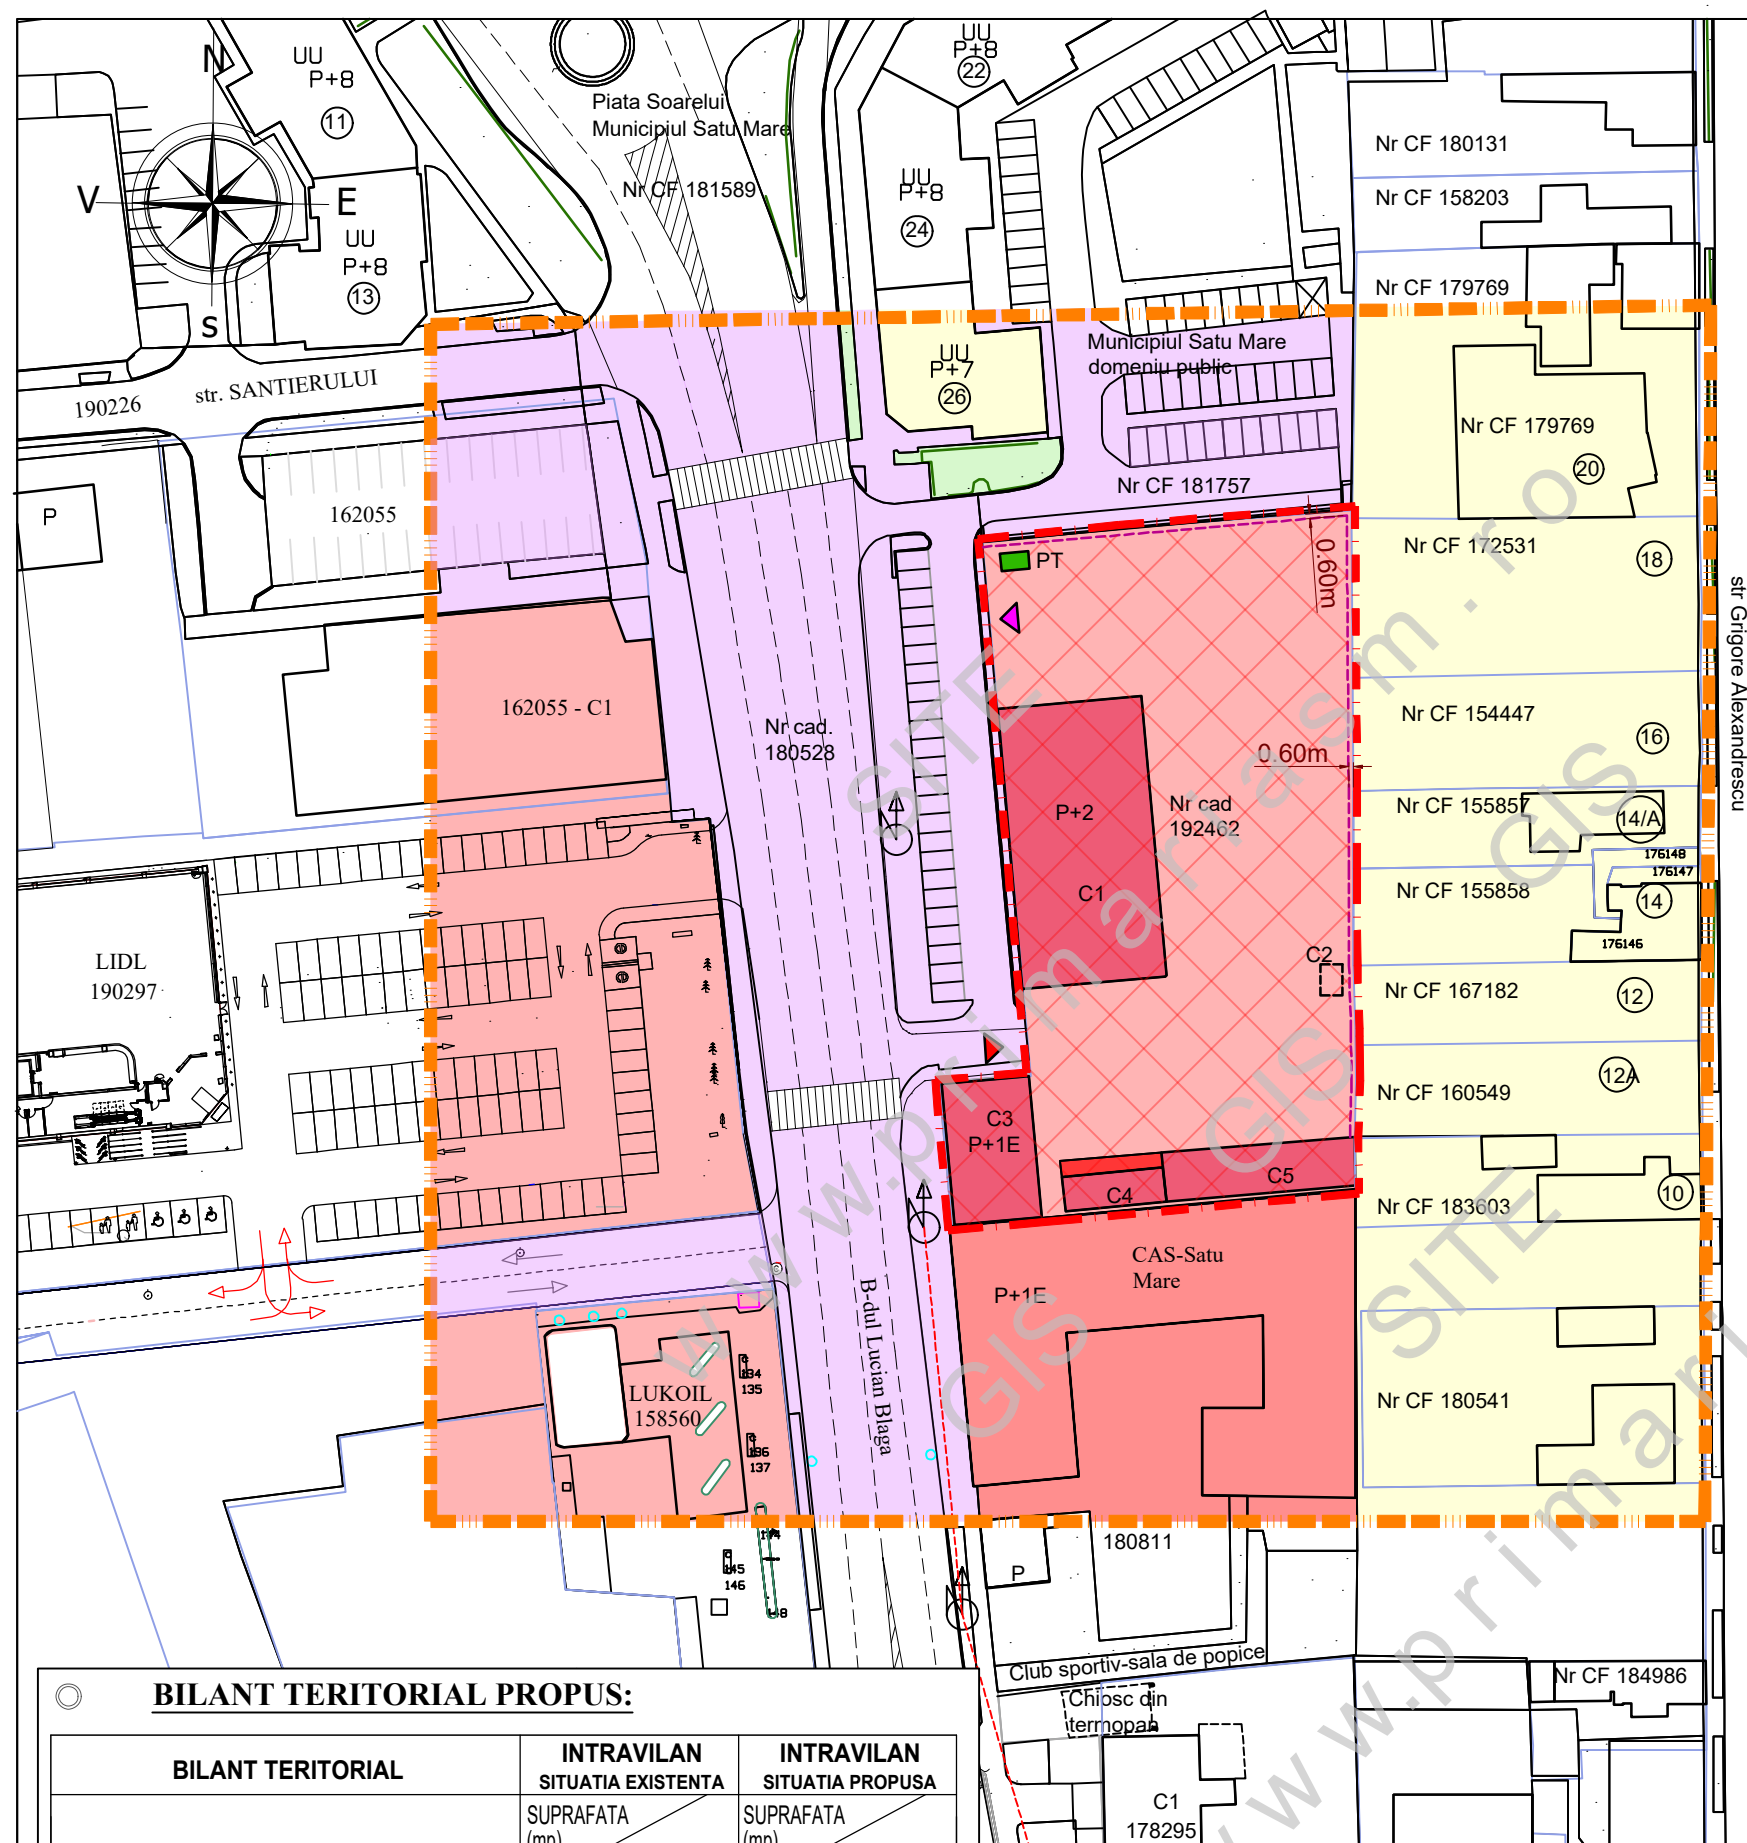 N
V
E
S
UU
P+8
11
UU
P+8
13
Piata Soarelui
Municipiul Satu Mare
Nr CF 181589
UU
P+8
22
UU
P+8
24
UU
P+7
26
Municipiul Satu Mare
domeniu public
Nr CF 181757
Nr CF 180131
Nr CF 158203
Nr CF 179769
Nr CF 179769
20
Nr CF 172531
18
Nr CF 154447
16
Nr CF 155857
14/A
176148
176147
Nr CF 155858
14
176146
Nr CF 167182
12
Nr CF 160549
12A
Nr CF 183603
10
Nr CF 180541
str Grigore Alexandrescu
190226
str. SANTIERULUI
P
162055
162055 - C1
Nr cad.
180528
PT
0.60m
0.60m
P+2
C1
Nr cad
192462
C2
C3
P+1E
C4
C5
CAS-Satu
Mare
P+1E
LIDL
190297
B-dul Lucian Blaga
LUKOIL
158560
134
135
136
137
145
146
180811
P
Club sportiv-sala de popice
Chiosc din
termopan
C1
178295
Nr CF 184986
SITE
GIS
www.primariasm.ro
GIS
SITE
GIS
www.primari
BILANT TERITORIAL PROPUS:
BILANT TERITORIAL
INTRAVILAN
SITUATIA EXISTENTA
INTRAVILAN
SITUATIA PROPUSA
SUPRAFATA
(mp)
SUPRAFATA
(mp)